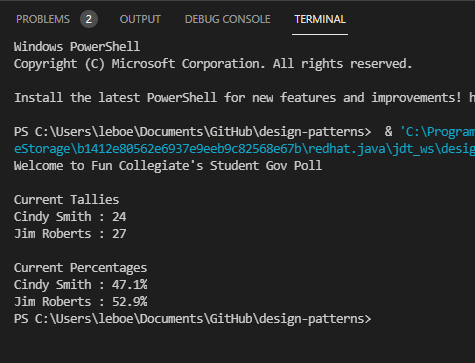 PROBLEMS 2 OUTPUT DEBUG CONSOLE TERMINAL
Windows PowerShell
Copyright (C) Microsoft Corporation. All rights reserved.
Install the latest PowerShell for new features and improvements! h
PS C:\Users\leboe\Documents\GitHub\design-patterns>  & 'C:\Program
eStorage\b1412e80562e6937e9eeb9c82568e67b\redhat.java\jdt_ws\desig
Welcome to Fun Collegiate's Student Gov Poll
Current Tallies
Cindy Smith : 24
Jim Roberts : 27
Current Percentages
Cindy Smith : 47.1%
Jim Roberts : 52.9%
PS C:\Users\leboe\Documents\GitHub\design-patterns>